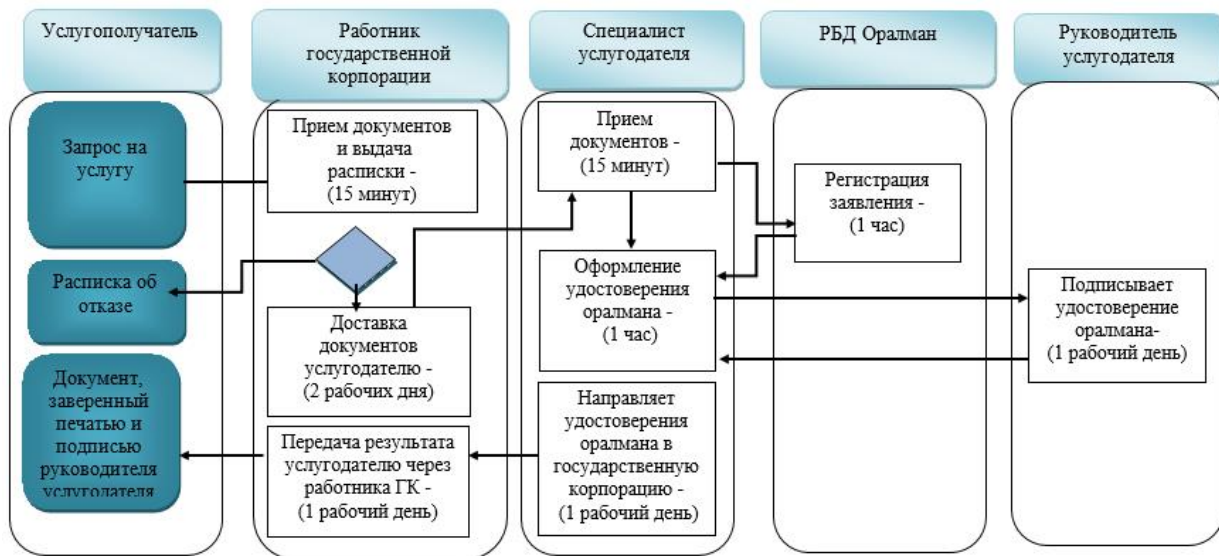 Услугополучатель
Работник
государственной
корпорации
Специалист
услугодателя
РБД Оралман
Руководитель
услугодателя
Запрос на
услугу
Расписка об
отказе
Документ,
заверенный
печатью и
подписью
руководителя
услугодателя
Прием документов
и выдача
расписки -
(15 минут)
Доставка
документов
услугодателю -
(2 рабочих дня)
Передача результата
услугодателю через
работника ГК -
(1 рабочий день)
Прием
документов -
(15 минут)
Оформление
удостоверения
оралмана -
(1 час)
Направляет
удостоверения
оралмана в
государственную
корпорацию -
(1 рабочий день)
Регистрация
заявления -
(1 час)
Подписывает
удостоверение
оралмана-
(1 рабочий день)